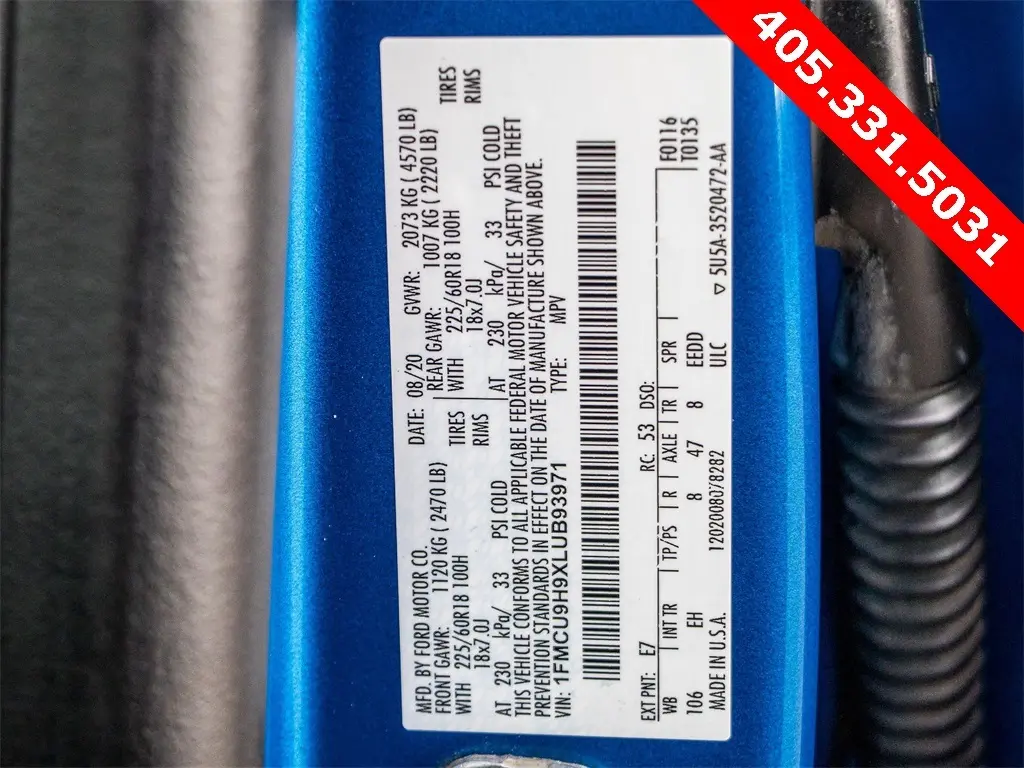 MFD. BY FORD MOTOR CO.
DATE: 08/20 GVWR: 2073 KG ( 4570 LB)
FRONT GAWR: 1120 KG ( 2470 LB)
REAR GAWR: 1007 KG ( 2220 LB)
WITH 225/60R18 100H TIRES
18x7.0J RIMS
WITH 225/60R18 100H TIRES
18x7.0J RIMS
AT 230 kPa/ 33 PSI COLD
AT 230 kPa/ 33 PSI COLD
THIS VEHICLE CONFORMS TO ALL APPLICABLE FEDERAL MOTOR VEHICLE SAFETY AND THEFT
PREVENTION STANDARDS IN EFFECT ON THE DATE OF MANUFACTURE SHOWN ABOVE.
VIN: 1FMCU9H9XLUB93971
TYPE: MPV
EXT PNT: E7 RC: 53 DSO:
F0116
T0135
WB INT TR TP/PS R AXLE TR SPR
106 EH 8 47 8 EEDD
MADE IN U.S.A. 1202008078282 ULC
▽ 5U5A-3520472-AA
405.331.5031